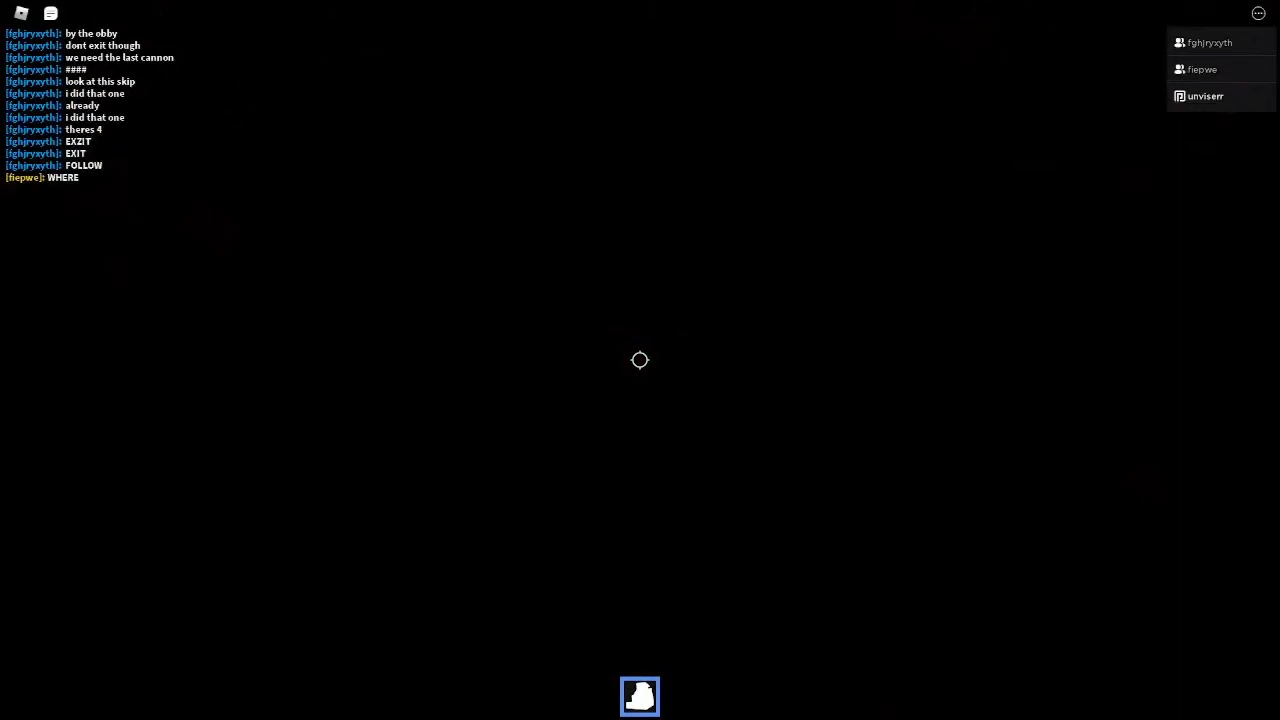 [fghjryxyth]: by the obby
[fghjryxyth]: dont exit though
[fghjryxyth]: we need the last cannon
[fghjryxyth]: ####
[fghjryxyth]: look at this skip
[fghjryxyth]: i did that one
[fghjryxyth]: already
[fghjryxyth]: i did that one
[fghjryxyth]: theres 4
[fghjryxyth]: EXZIT
[fghjryxyth]: EXIT
[fghjryxyth]: FOLLOW
[fiepwe]: WHERE
fghjryxyth
fiepwe
unviserr